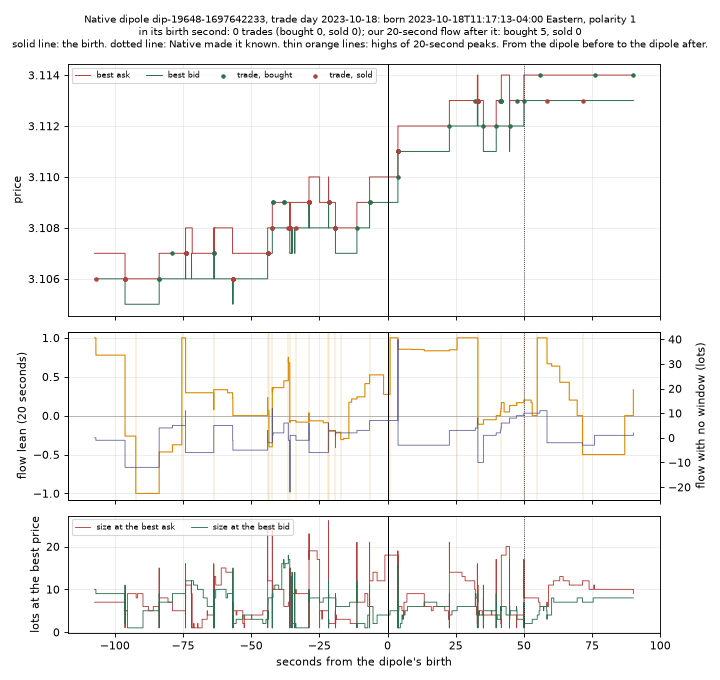 Native dipole dip-19648-1697642233, trade day 2023-10-18: born 2023-10-18T11:17:13-04:00 Eastern, polarity 1
in its birth second: 0 trades (bought 0, sold 0); our 20-second flow after it: bought 5, sold 0
solid line: the birth. dotted line: Native made it known. thin orange lines: highs of 20-second peaks. From the dipole before to the dipole after.
best ask best bid trade, bought trade, sold
3.114
3.112
3.110
3.108
3.106
price
1.0
0.5
0.0
−0.5
−1.0
flow lean (20 seconds)
40
30
20
10
0
−10
−20
flow with no window (lots)
size at the best ask size at the best bid
20
10
0
lots at the best price
−100 −75 −50 −25 0 25 50 75 100
seconds from the dipole's birth